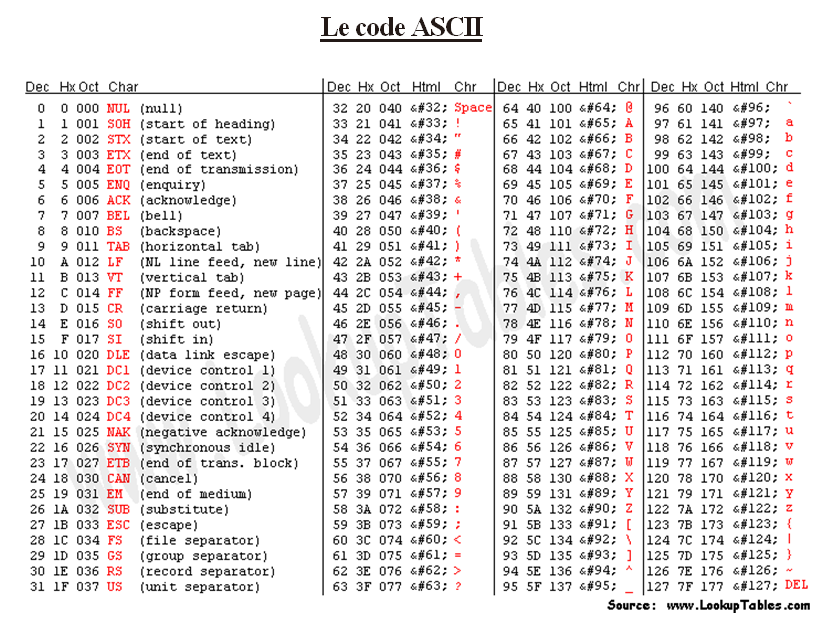 Le code ASCII
Dec Hx Oct Char Dec Hx Oct Html Chr Dec Hx Oct Html Chr Dec Hx Oct Html Chr
0 0 000 NUL (null) 32 20 040 &#32; Space 64 40 100 &#64; @ 96 60 140 &#96; `
1 1 001 SOH (start of heading) 33 21 041 &#33; ! 65 41 101 &#65; A 97 61 141 &#97; a
2 2 002 STX (start of text) 34 22 042 &#34; " 66 42 102 &#66; B 98 62 142 &#98; b
3 3 003 ETX (end of text) 35 23 043 &#35; # 67 43 103 &#67; C 99 63 143 &#99; c
4 4 004 EOT (end of transmission) 36 24 044 &#36; $ 68 44 104 &#68; D 100 64 144 &#100; d
5 5 005 ENQ (enquiry) 37 25 045 &#37; % 69 45 105 &#69; E 101 65 145 &#101; e
6 6 006 ACK (acknowledge) 38 26 046 &#38; & 70 46 106 &#70; F 102 66 146 &#102; f
7 7 007 BEL (bell) 39 27 047 &#39; ' 71 47 107 &#71; G 103 67 147 &#103; g
8 8 010 BS (backspace) 40 28 050 &#40; ( 72 48 110 &#72; H 104 68 150 &#104; h
9 9 011 TAB (horizontal tab) 41 29 051 &#41; ) 73 49 111 &#73; I 105 69 151 &#105; i
10 A 012 LF (NL line feed, new line) 42 2A 052 &#42; * 74 4A 112 &#74; J 106 6A 152 &#106; j
11 B 013 VT (vertical tab) 43 2B 053 &#43; + 75 4B 113 &#75; K 107 6B 153 &#107; k
12 C 014 FF (NP form feed, new page) 44 2C 054 &#44; , 76 4C 114 &#76; L 108 6C 154 &#108; l
13 D 015 CR (carriage return) 45 2D 055 &#45; - 77 4D 115 &#77; M 109 6D 155 &#109; m
14 E 016 SO (shift out) 46 2E 056 &#46; . 78 4E 116 &#78; N 110 6E 156 &#110; n
15 F 017 SI (shift in) 47 2F 057 &#47; / 79 4F 117 &#79; O 111 6F 157 &#111; o
16 10 020 DLE (data link escape) 48 30 060 &#48; 0 80 50 120 &#80; P 112 70 160 &#112; p
17 11 021 DC1 (device control 1) 49 31 061 &#49; 1 81 51 121 &#81; Q 113 71 161 &#113; q
18 12 022 DC2 (device control 2) 50 32 062 &#50; 2 82 52 122 &#82; R 114 72 162 &#114; r
19 13 023 DC3 (device control 3) 51 33 063 &#51; 3 83 53 123 &#83; S 115 73 163 &#115; s
20 14 024 DC4 (device control 4) 52 34 064 &#52; 4 84 54 124 &#84; T 116 74 164 &#116; t
21 15 025 NAK (negative acknowledge) 53 35 065 &#53; 5 85 55 125 &#85; U 117 75 165 &#117; u
22 16 026 SYN (synchronous idle) 54 36 066 &#54; 6 86 56 126 &#86; V 118 76 166 &#118; v
23 17 027 ETB (end of trans. block) 55 37 067 &#55; 7 87 57 127 &#87; W 119 77 167 &#119; w
24 18 030 CAN (cancel) 56 38 070 &#56; 8 88 58 130 &#88; X 120 78 170 &#120; x
25 19 031 EM (end of medium) 57 39 071 &#57; 9 89 59 131 &#89; Y 121 79 171 &#121; y
26 1A 032 SUB (substitute) 58 3A 072 &#58; : 90 5A 132 &#90; Z 122 7A 172 &#122; z
27 1B 033 ESC (escape) 59 3B 073 &#59; ; 91 5B 133 &#91; [ 123 7B 173 &#123; {
28 1C 034 FS (file separator) 60 3C 074 &#60; < 92 5C 134 &#92; \ 124 7C 174 &#124; |
29 1D 035 GS (group separator) 61 3D 075 &#61; = 93 5D 135 &#93; ] 125 7D 175 &#125; }
30 1E 036 RS (record separator) 62 3E 076 &#62; > 94 5E 136 &#94; ^ 126 7E 176 &#126; ~
31 1F 037 US (unit separator) 63 3F 077 &#63; ? 95 5F 137 &#95; _ 127 7F 177 &#127; DEL
Source: www.LookupTables.com
www.LookupTables.com